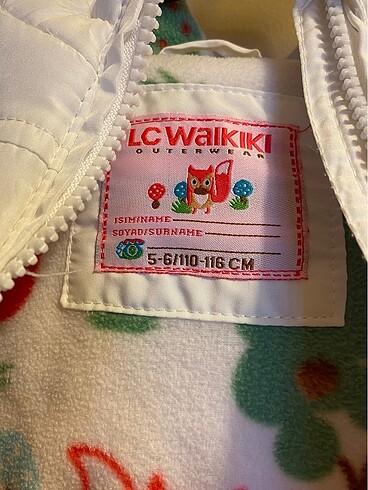 LC WAIKIKI
OUTERWEAR
ISIM/NAME
SOYAD/SURNAME
5-6/110-116 CM